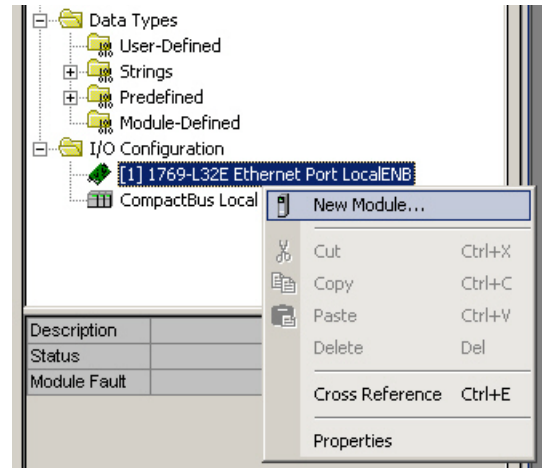 Data Types
User-Defined
Strings
Predefined
Module-Defined
I/O Configuration
[1] 1769-L32E Ethernet Port LocalENB
CompactBus Local
New Module...
Cut Ctrl+X
Copy Ctrl+C
Paste Ctrl+V
Delete Del
Cross Reference Ctrl+E
Properties
Description
Status
Module Fault